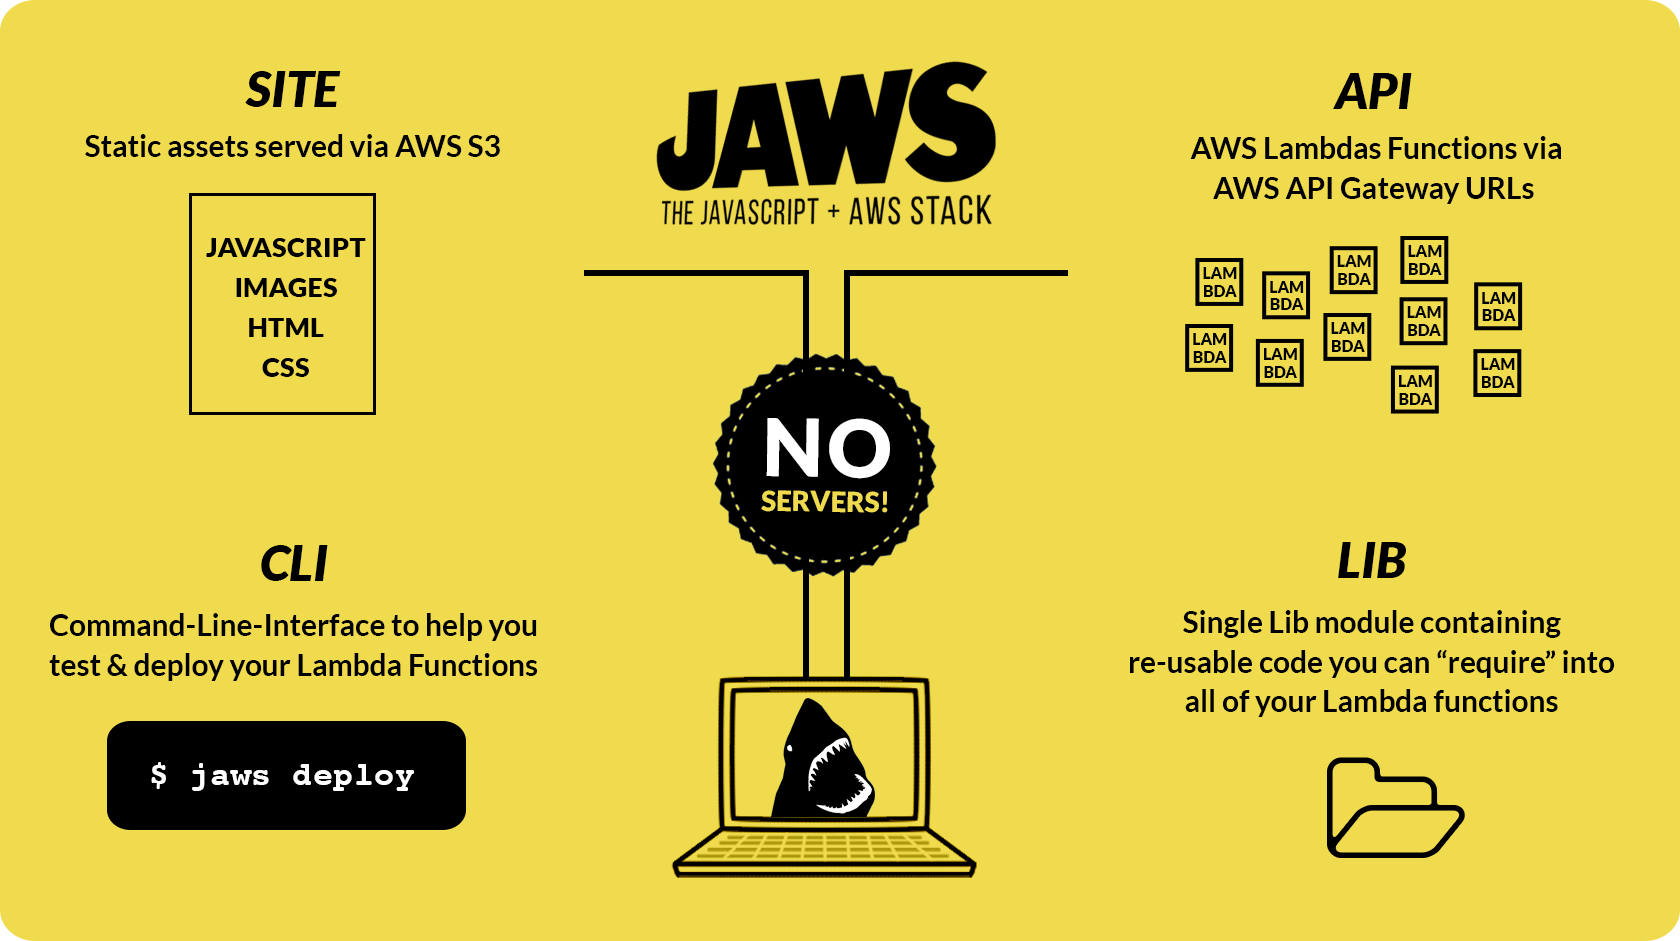 SITE
Static assets served via AWS S3
JAVASCRIPT
IMAGES
HTML
CSS
JAWS
THE JAVASCRIPT + AWS STACK
API
AWS Lambdas Functions via
AWS API Gateway URLs
LAM
BDA
LAM
BDA
LAM
BDA
LAM
BDA
LAM
BDA
LAM
BDA
LAM
BDA
LAM
BDA
LAM
BDA
LAM
BDA
LAM
BDA
NO
SERVERS!
CLI
Command-Line-Interface to help you
test & deploy your Lambda Functions
$ jaws deploy
LIB
Single Lib module containing
re-usable code you can “require” into
all of your Lambda functions